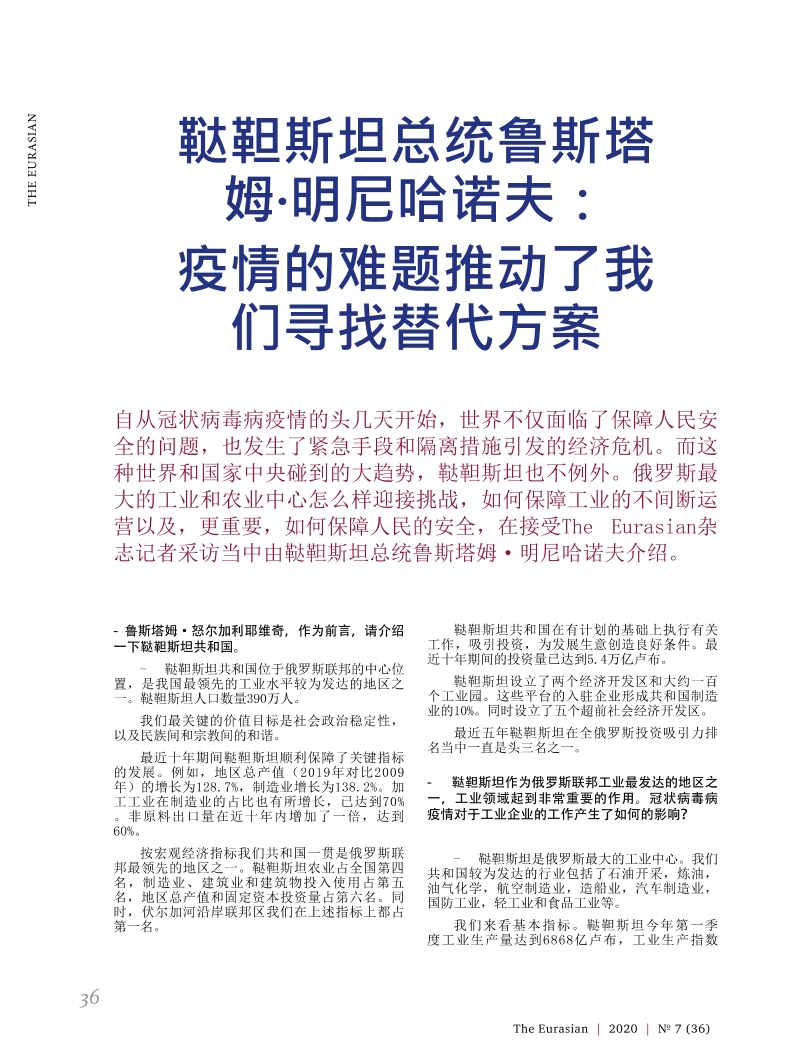 THE EURASIAN
鞑靼斯坦总统鲁斯塔
姆·明尼哈诺夫：
疫情的难题推动了我
们寻找替代方案
自从冠状病毒病疫情的头几天开始，世界不仅面临了保障人民安
全的问题，也发生了紧急手段和隔离措施引发的经济危机。而这
种世界和国家中央碰到的大趋势，鞑靼斯坦也不例外。俄罗斯最
大的工业和农业中心怎么样迎接挑战，如何保障工业的不间断运
营以及，更重要，如何保障人民的安全，在接受The Eurasian杂
志记者采访当中由鞑靼斯坦总统鲁斯塔姆·明尼哈诺夫介绍。
- 鲁斯塔姆·怒尔加利耶维奇，作为前言，请介绍
一下鞑靼斯坦共和国。
– 鞑靼斯坦共和国位于俄罗斯联邦的中心位
置，是我国最领先的工业水平较为发达的地区之
一。鞑靼斯坦人口数量390万人。
我们最关键的价值目标是社会政治稳定性，
以及民族间和宗教间的和谐。
最近十年期间鞑靼斯坦顺利保障了关键指标
的发展。例如，地区总产值（2019年对比2009
年）的增长为128.7%，制造业增长为138.2%。加
工工业在制造业的占比也有所增长，已达到70%
。非原料出口量在近十年内增加了一倍，达到
60%。
按宏观经济指标我们共和国一贯是俄罗斯联
邦最领先的地区之一。鞑靼斯坦农业占全国第四
名，制造业、建筑业和建筑物投入使用占第五
名，地区总产值和固定资本投资量占第六名。同
时，伏尔加河沿岸联邦区我们在上述指标上都占
第一名。
鞑靼斯坦共和国在有计划的基础上执行有关
工作，吸引投资，为发展生意创造良好条件。最
近十年期间的投资量已达到5.4万亿卢布。
鞑靼斯坦设立了两个经济开发区和大约一百
个工业园。这些平台的入驻企业形成共和国制造
业的10%。同时设立了五个超前社会经济开发区。
最近五年鞑靼斯坦在全俄罗斯投资吸引力排
名当中一直是头三名之一。
- 鞑靼斯坦作为俄罗斯联邦工业最发达的地区之
一，工业领域起到非常重要的作用。冠状病毒病
疫情对于工业企业的工作产生了如何的影响？
– 鞑靼斯坦是俄罗斯最大的工业中心。我们
共和国较为发达的行业包括了石油开采，炼油，
油气化学，航空制造业，造船业，汽车制造业，
国防工业，轻工业和食品工业等。
我们来看基本指标。鞑靼斯坦今年第一季
度工业生产量达到6868亿卢布，工业生产指数
36
The Eurasian | 2020 | № 7 (36)